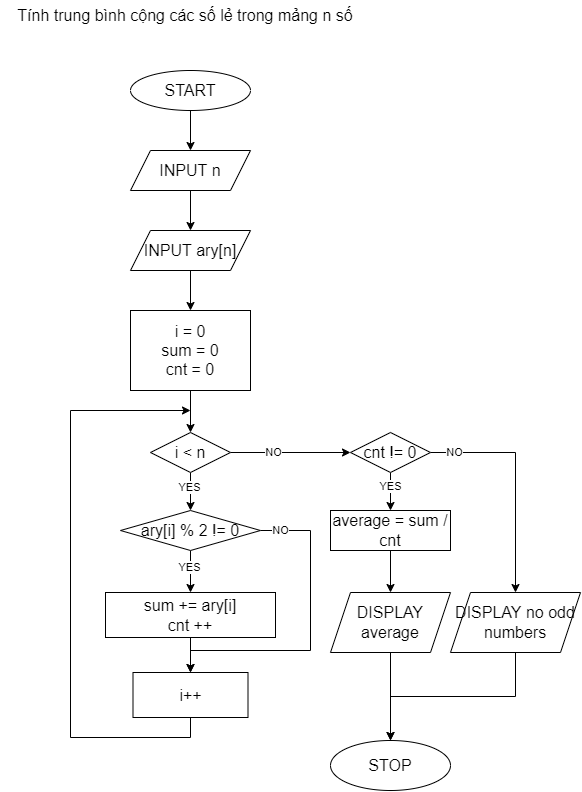 Tính trung bình cộng các số lẻ trong mảng n số
START
INPUT n
INPUT ary[n]
i = 0
sum = 0
cnt = 0
i < n
NO
cnt != 0
NO
YES
YES
ary[i] % 2 != 0
NO
average = sum /
cnt
YES
sum += ary[i]
cnt ++
DISPLAY
average
DISPLAY no odd
numbers
i++
STOP